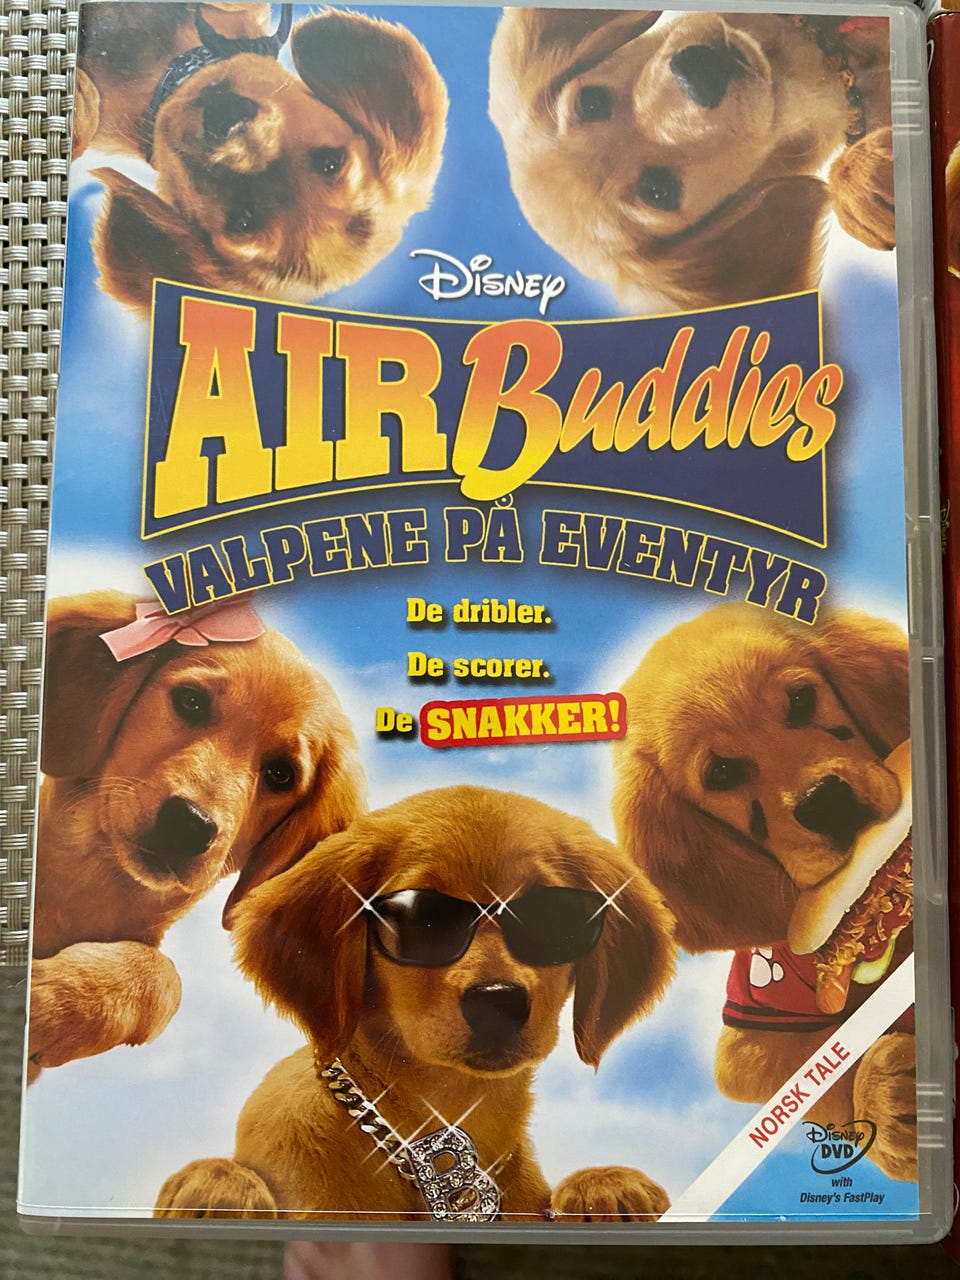 Disney
AIR Buddies
VALPENE PÅ EVENTYR
De dribler.
De scorer.
De SNAKKER!
NORSK TALE
Disney
DVD
with
Disney's FastPlay